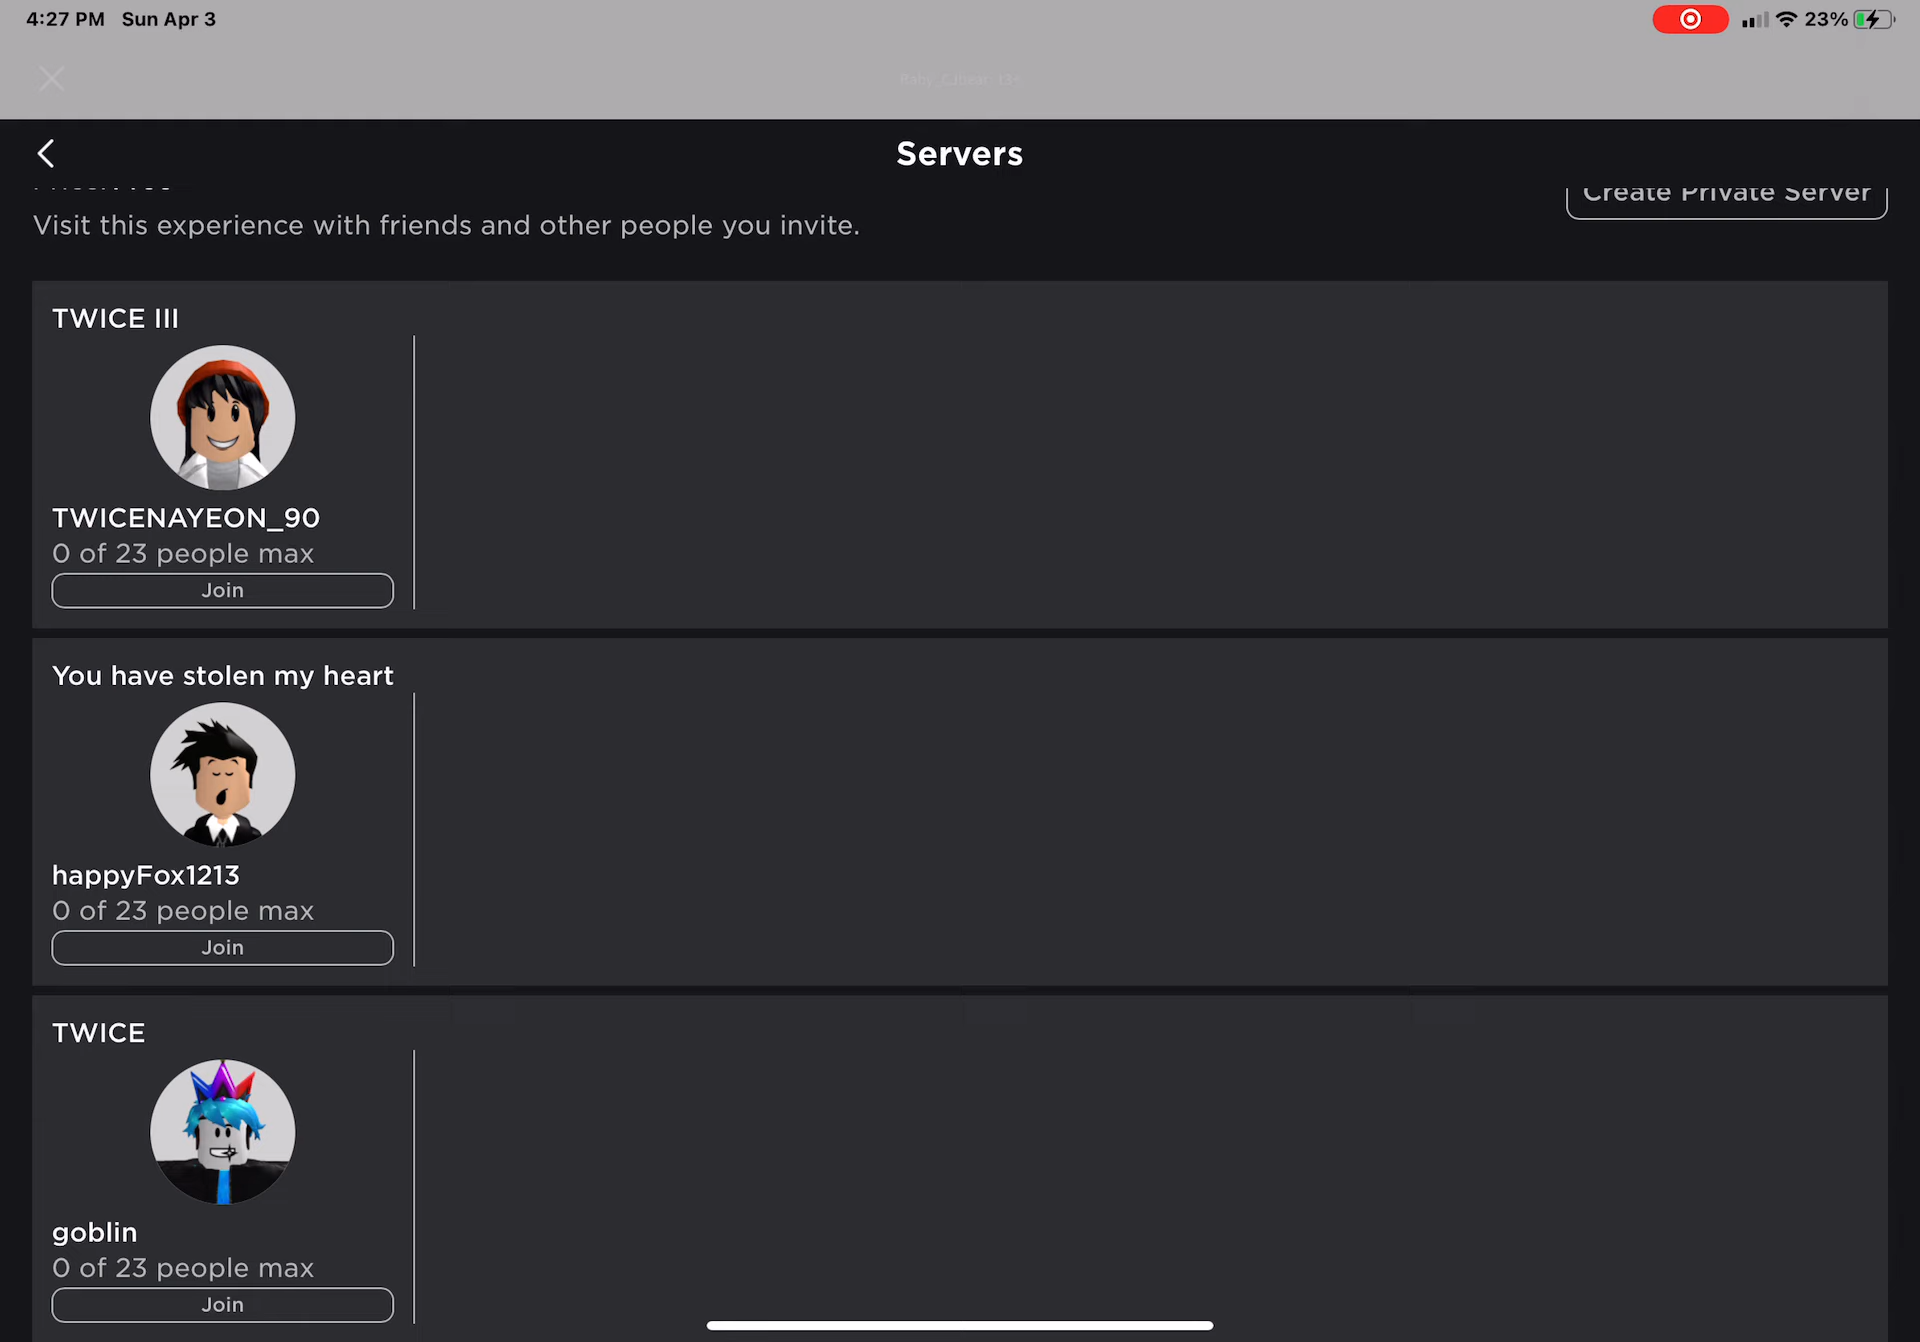 4:27 PM Sun Apr 3
23%
Servers
Create Private Server
Visit this experience with friends and other people you invite.
TWICE III
TWICENAYEON_90
0 of 23 people max
Join
You have stolen my heart
happyFox1213
0 of 23 people max
Join
TWICE
goblin
0 of 23 people max
Join